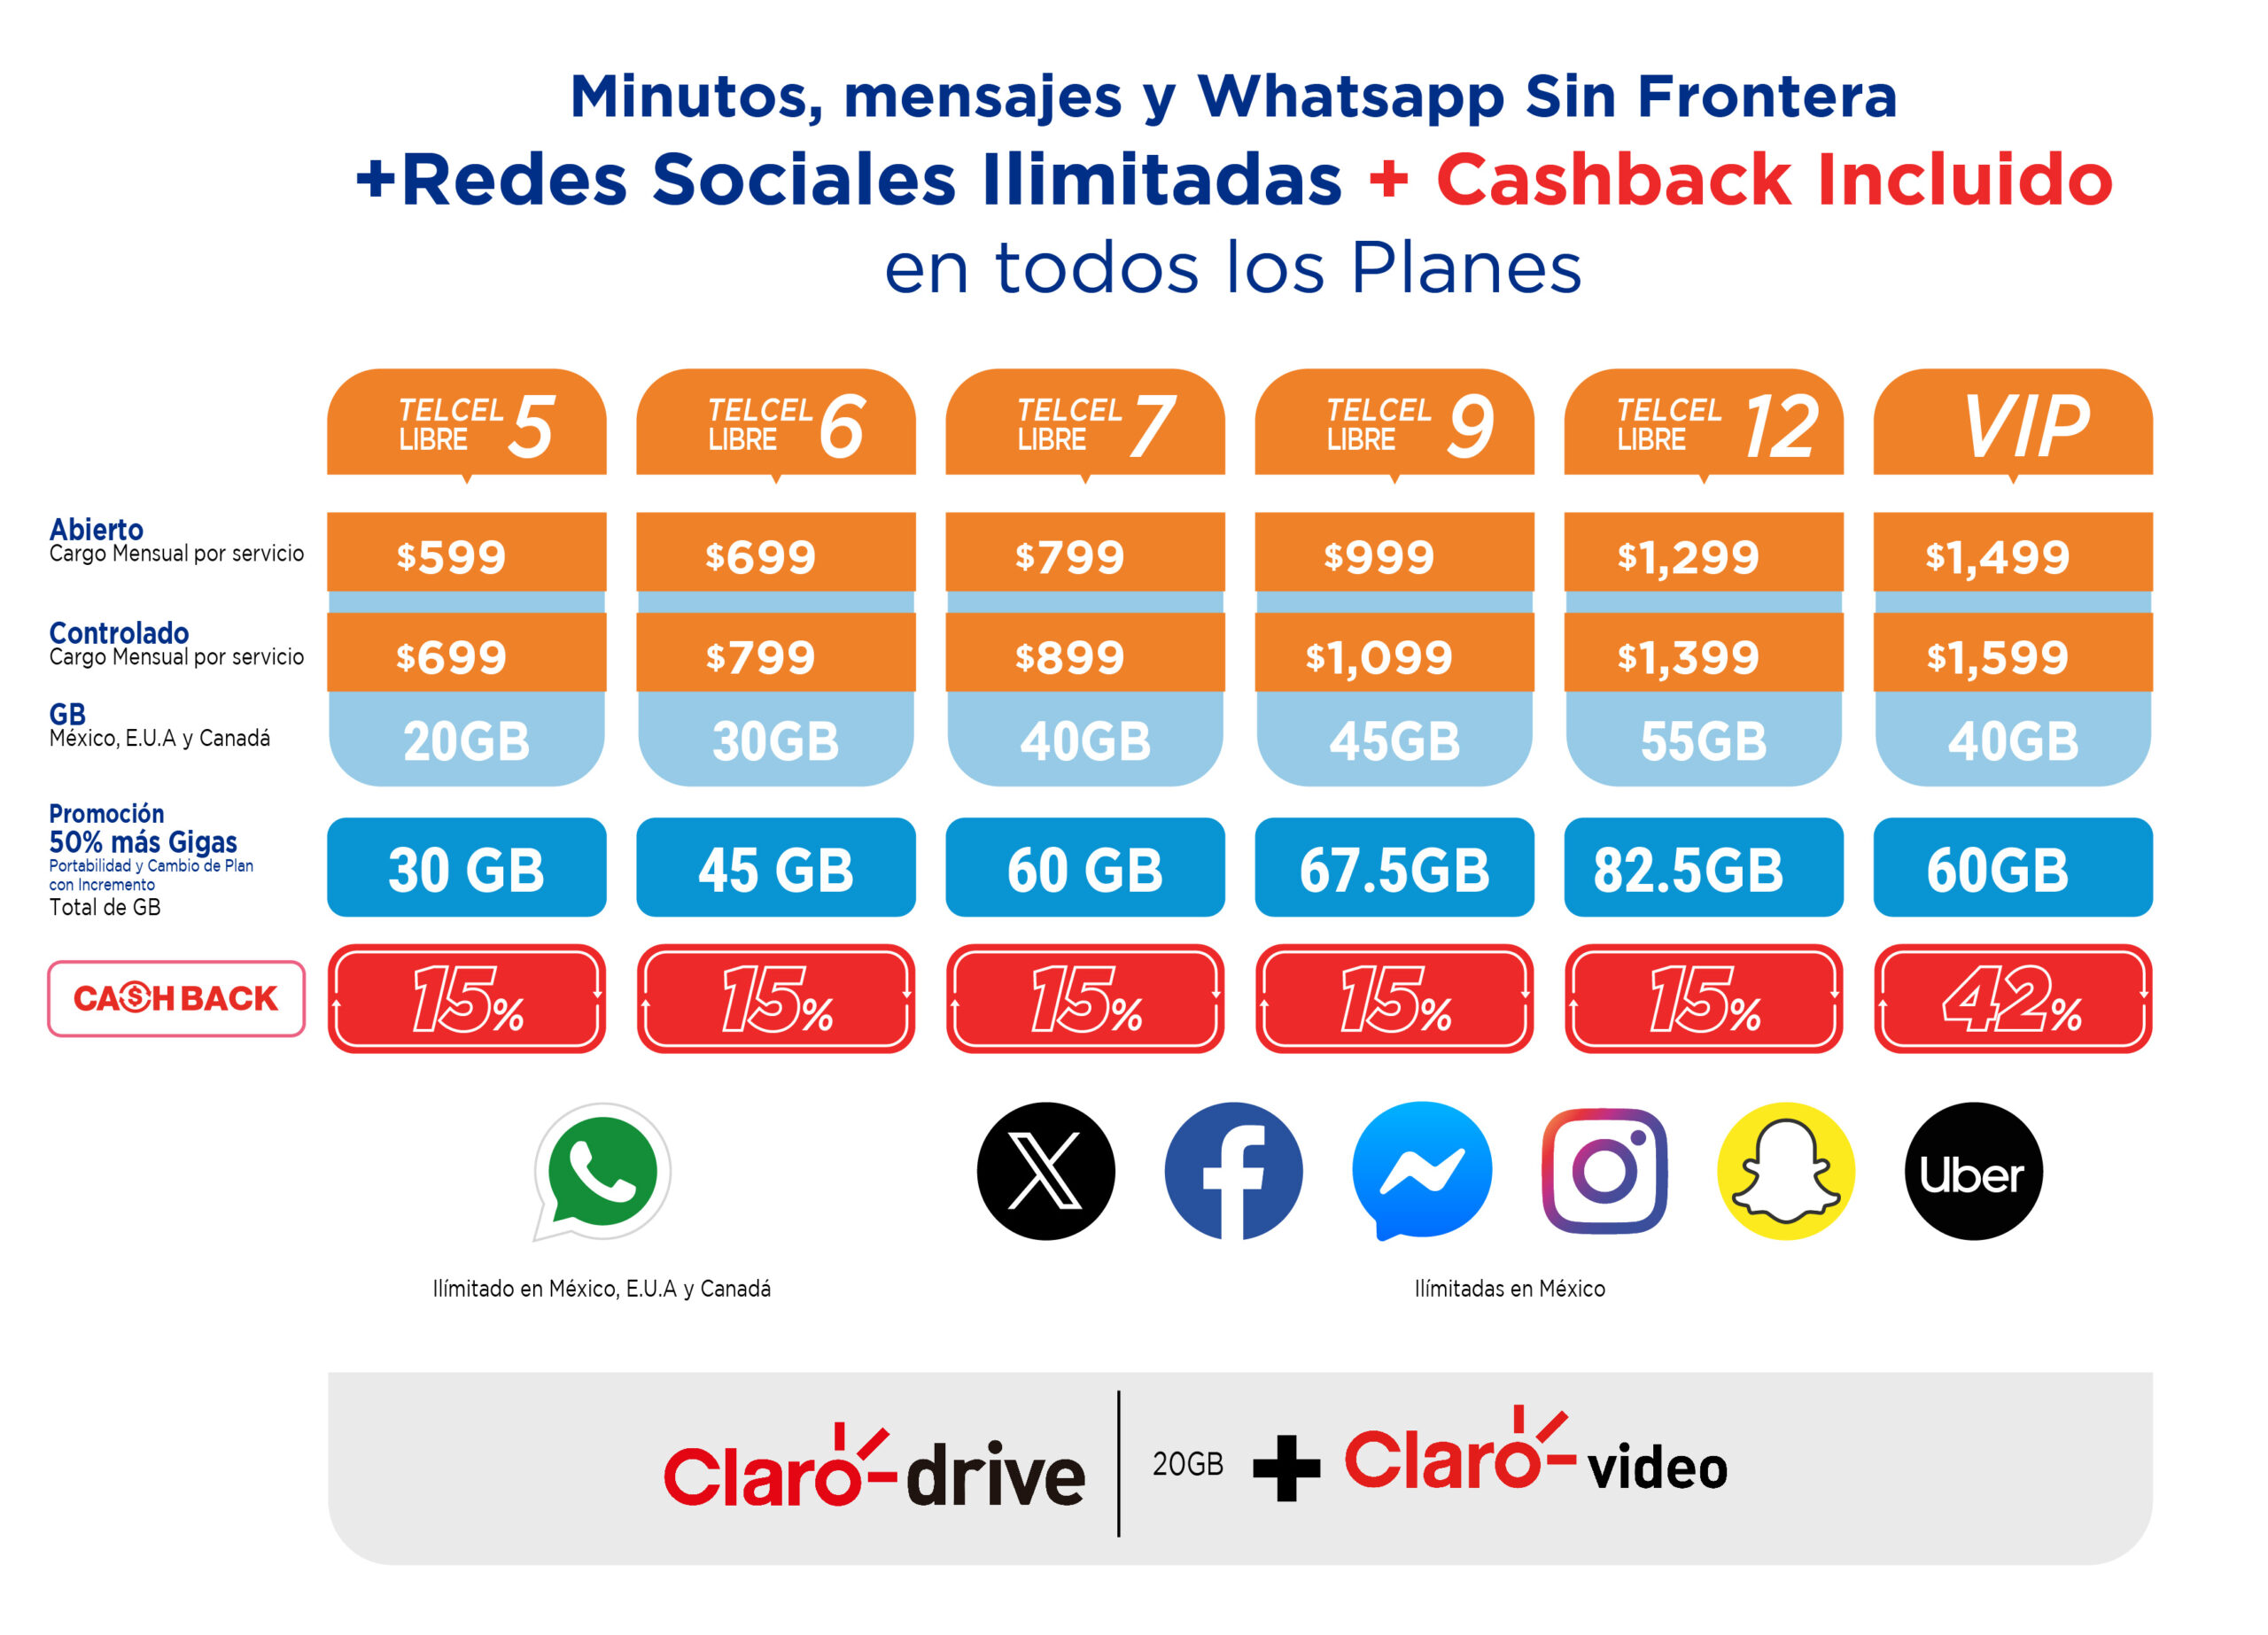 Minutos, mensajes y Whatsapp Sin Frontera
+Redes Sociales Ilimitadas + Cashback Incluido
en todos los Planes
TELCEL LIBRE 5
TELCEL LIBRE 6
TELCEL LIBRE 7
TELCEL LIBRE 9
TELCEL LIBRE 12
VIP
Abierto
Cargo Mensual por servicio
$599 $699 $799 $999 $1,299 $1,499
Controlado
Cargo Mensual por servicio
$699 $799 $899 $1,099 $1,399 $1,599
GB
México, E.U.A y Canadá
20GB 30GB 40GB 45GB 55GB 40GB
Promoción
50% más Gigas
Portabilidad y Cambio de Plan
con Incremento
Total de GB
30 GB 45 GB 60 GB 67.5GB 82.5GB 60GB
CA$HBACK
15% 15% 15% 15% 15% 42%
Uber
Ilímitado en México, E.U.A y Canadá
Ilímitadas en México
Claro drive 20GB + Claro video